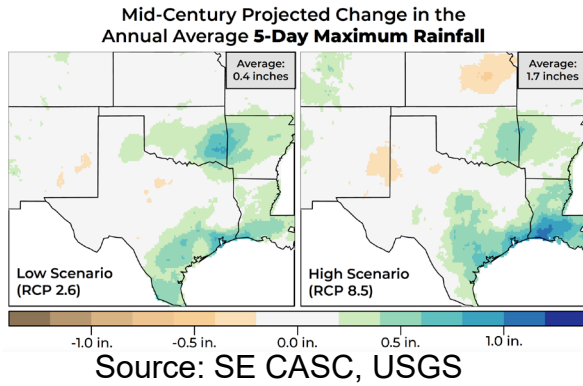 Mid-Century Projected Change in the
Annual Average 5-Day Maximum Rainfall
Average:
0.4 inches
Average:
1.7 inches
Low Scenario
(RCP 2.6)
High Scenario
(RCP 8.5)
-1.0 in.
-0.5 in.
0.0 in.
0.5 in.
1.0 in.
Source: SE CASC, USGS